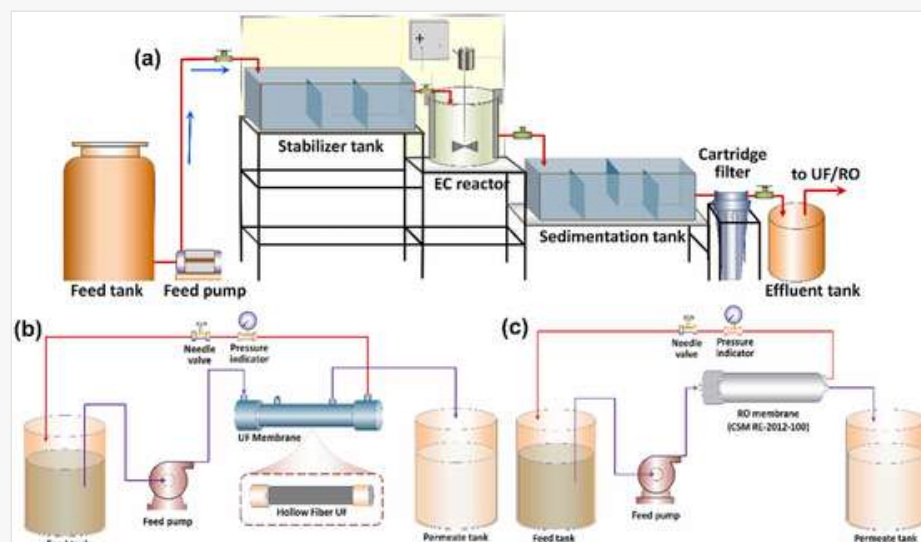 (a)
Stabilizer tank
EC reactor
Cartridge
filter
to UF/RO
Sedimentation tank
Feed tank
Feed pump
Effluent tank
(b)
Needle
valve
Pressure
indicator
UF Membrane
Feed pump
Hollow Fiber UF
Feed tank
Permeate tank
(c)
Needle
valve
Pressure
indicator
RO membrane
(CSM RE-2012-100)
Feed pump
Feed tank
Permeate tank